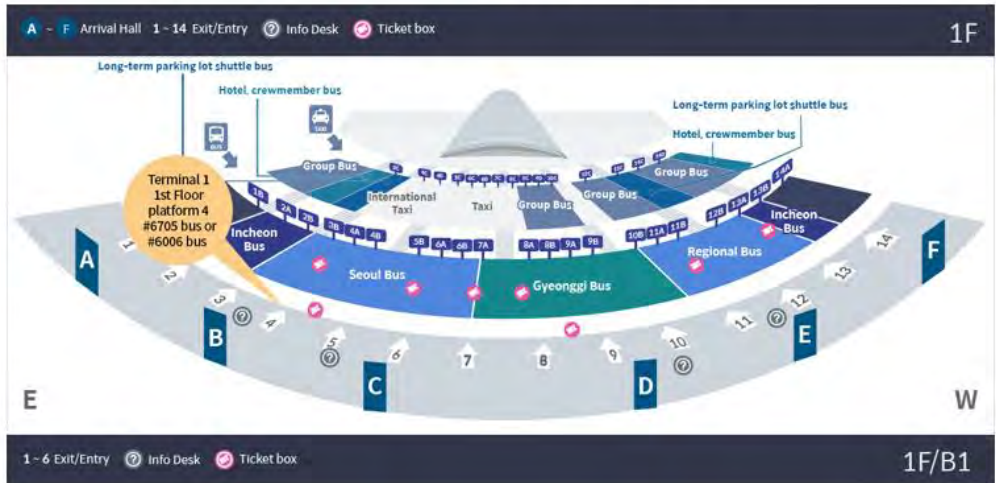 A ~ F Arrival Hall 1 ~ 14 Exit/Entry Info Desk Ticket box
1F
Long-term parking lot shuttle bus
Hotel, crewmember bus
BUS
TAXI
Long-term parking lot shuttle bus
Hotel, crewmember bus
Group Bus
International
Taxi
Taxi
Group Bus
Group Bus
Group Bus
Terminal 1
1st Floor
platform 4
#6705 bus or
#6006 bus
1B 2A 2B 3B 4A 4B 5B 6A 6B 7A 8A 8B 9A 9B 10B 11A 11B 12B 13A 13B 14A
Incheon
Bus
Seoul Bus
Gyeonggi Bus
Regional Bus
Incheon
Bus
1 2 3 4 5 6 7 8 9 10 11 12 13 14
A
B
C
D
E
F
E
W
1 ~ 6 Exit/Entry Info Desk Ticket box
1F/B1